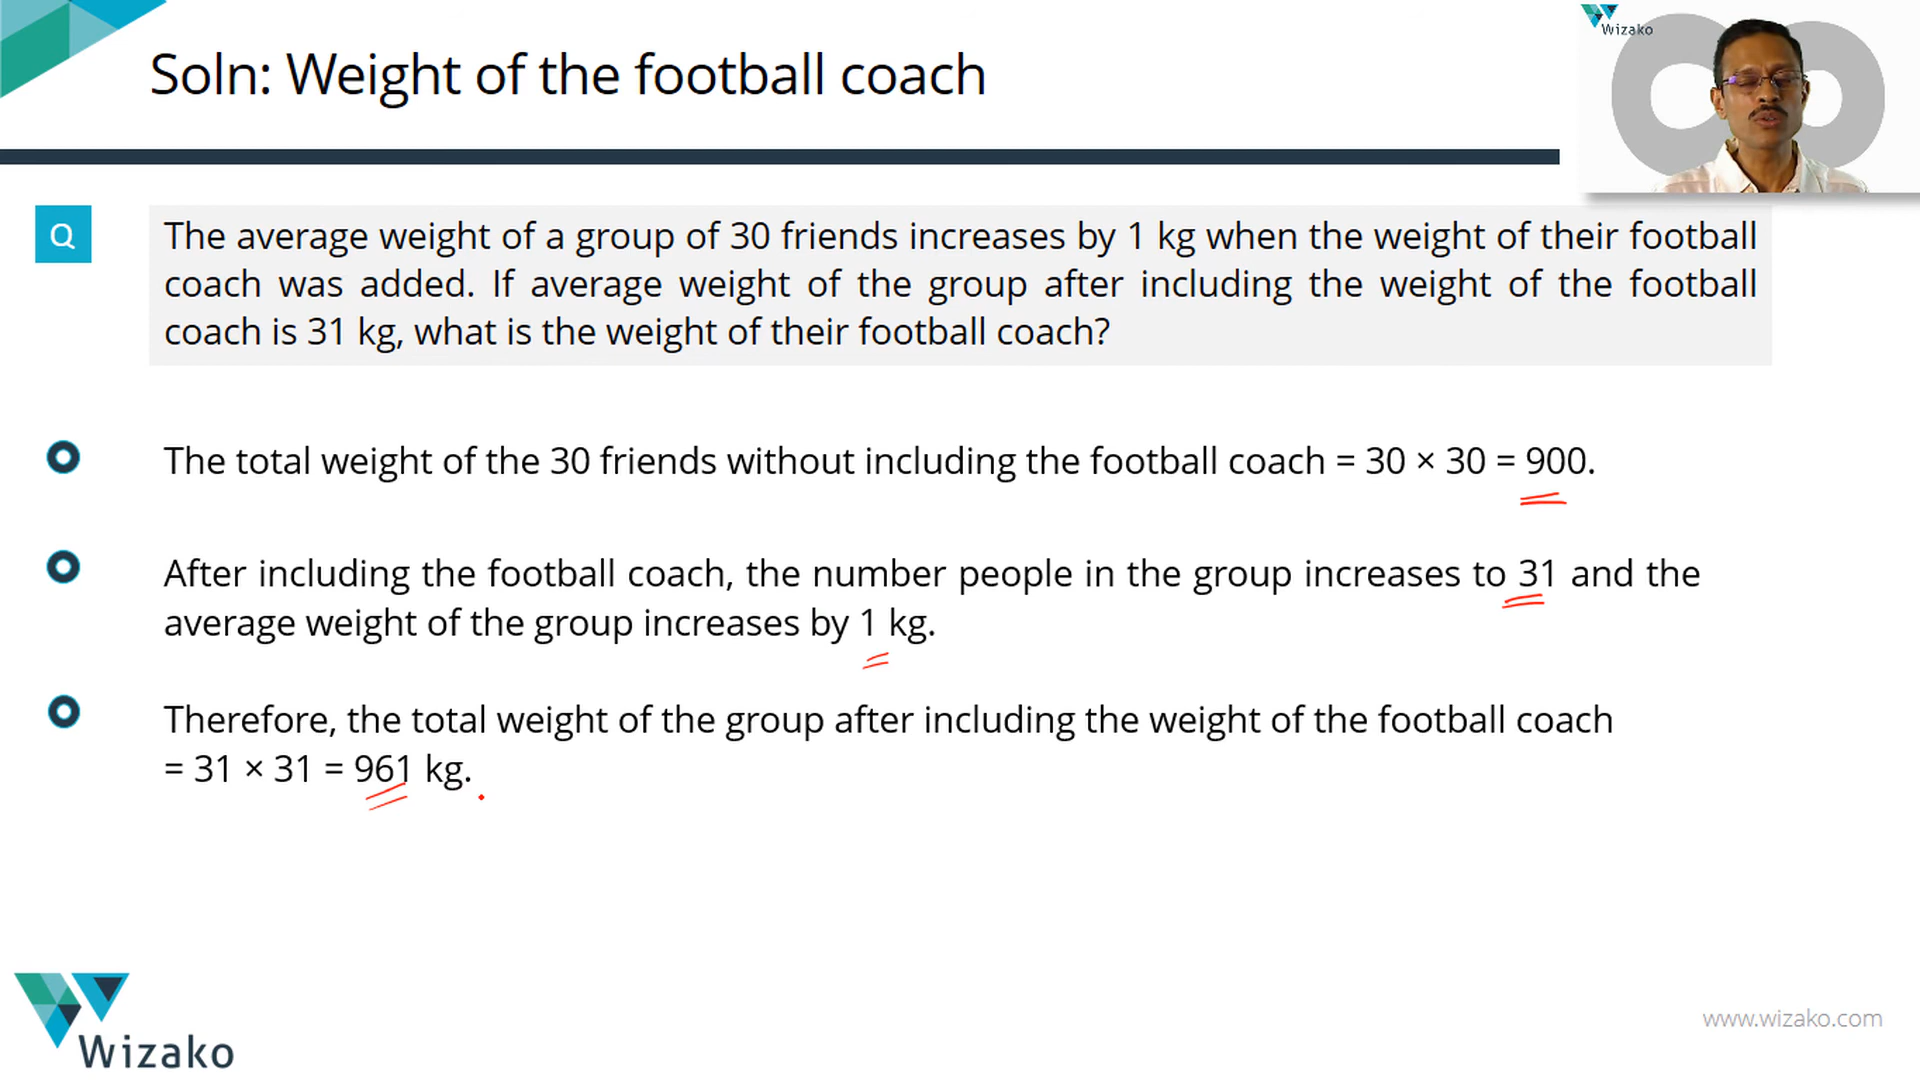 Soln: Weight of the football coach
Wizako
Q
The average weight of a group of 30 friends increases by 1 kg when the weight of their football
coach was added. If average weight of the group after including the weight of the football
coach is 31 kg, what is the weight of their football coach?
The total weight of the 30 friends without including the football coach = 30 × 30 = 900.
After including the football coach, the number people in the group increases to 31 and the
average weight of the group increases by 1 kg.
Therefore, the total weight of the group after including the weight of the football coach
= 31 × 31 = 961 kg.
Wizako
www.wizako.com